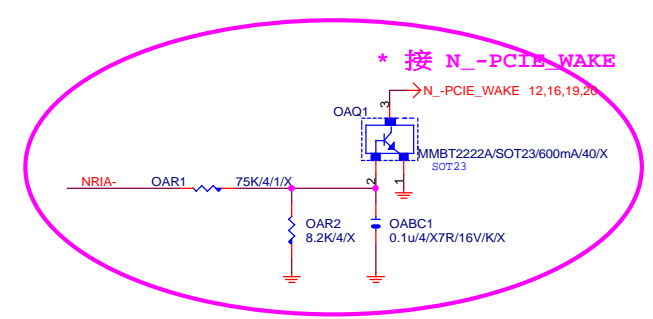 * 接 N_-PCIE_WAKE
N_-PCIE_WAKE 12,16,19,20
3
OAQ1
MMBT2222A/SOT23/600mA/40/X
SOT23
2
1
NRIA-
OAR1
75K/4/1/X
OAR2
8.2K/4/X
OABC1
0.1u/4/X7R/16V/K/X